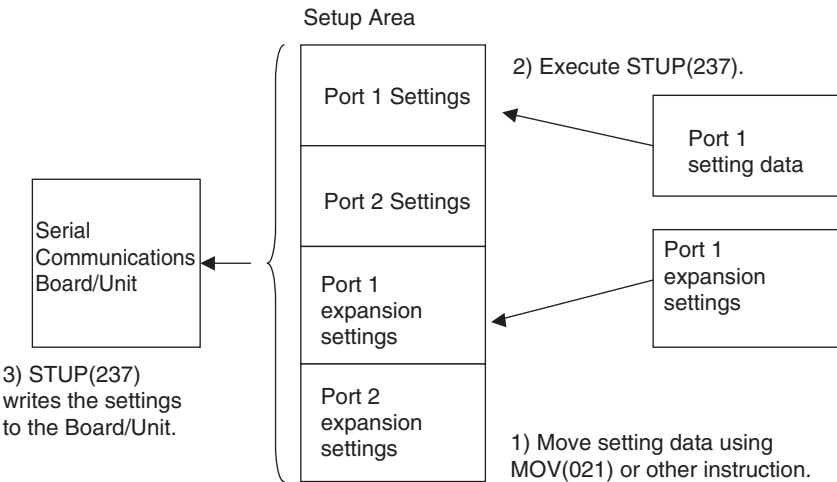 Setup Area
2) Execute STUP(237).
Port 1 Settings
Port 1
setting data
Port 2 Settings
Serial
Communications
Board/Unit
Port 1
expansion
settings
Port 1
expansion
settings
3) STUP(237)
writes the settings
to the Board/Unit.
Port 2
expansion
settings
1) Move setting data using
MOV(021) or other instruction.